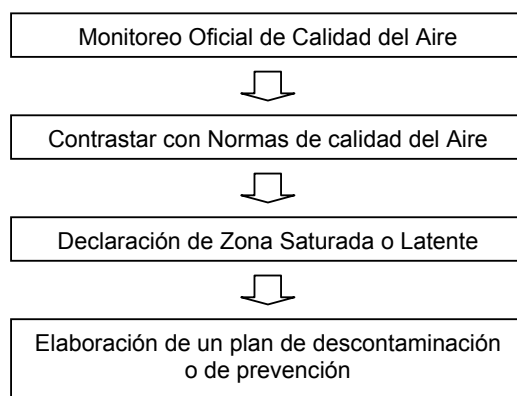 Monitoreo Oficial de Calidad del Aire
Contrastar con Normas de calidad del Aire
Declaración de Zona Saturada o Latente
Elaboración de un plan de descontaminación
o de prevención